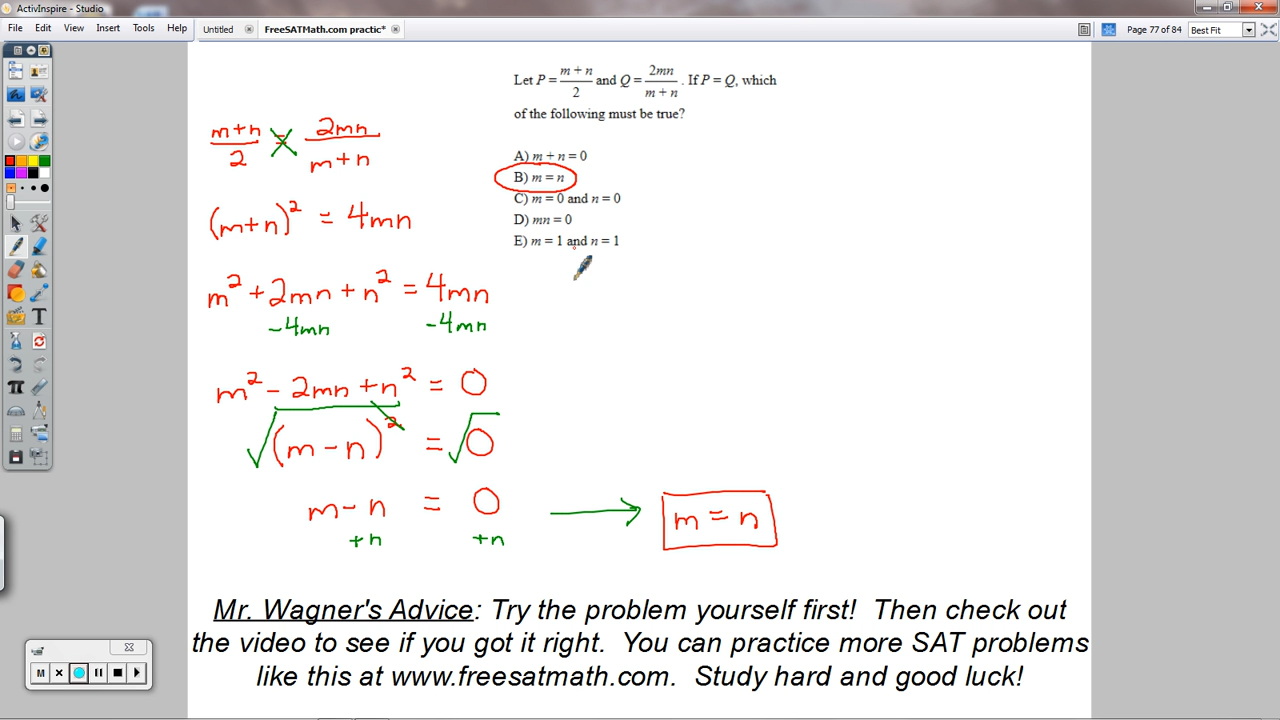 ActivInspire - Studio
File Edit View Insert Tools Help
Untitled
FreeSATMath.com practic*
Page 77 of 84
Best Fit
Let P = \frac{m + n}{2} and Q = \frac{2mn}{m + n}. If P = Q, which
of the following must be true?
A) m + n = 0
B) m = n
C) m = 0 and n = 0
D) mn = 0
E) m = 1 and n = 1
\frac{m+n}{2} = \frac{2mn}{m+n}
(m+n)² = 4mn
m² + 2mn + n² = 4mn
-4mn -4mn
m² - 2mn + n² = 0
√(m - n)² = √0
m - n = 0 → m = n
+n +n
Mr. Wagner's Advice: Try the problem yourself first! Then check out
the video to see if you got it right. You can practice more SAT problems
like this at www.freesatmath.com. Study hard and good luck!
M